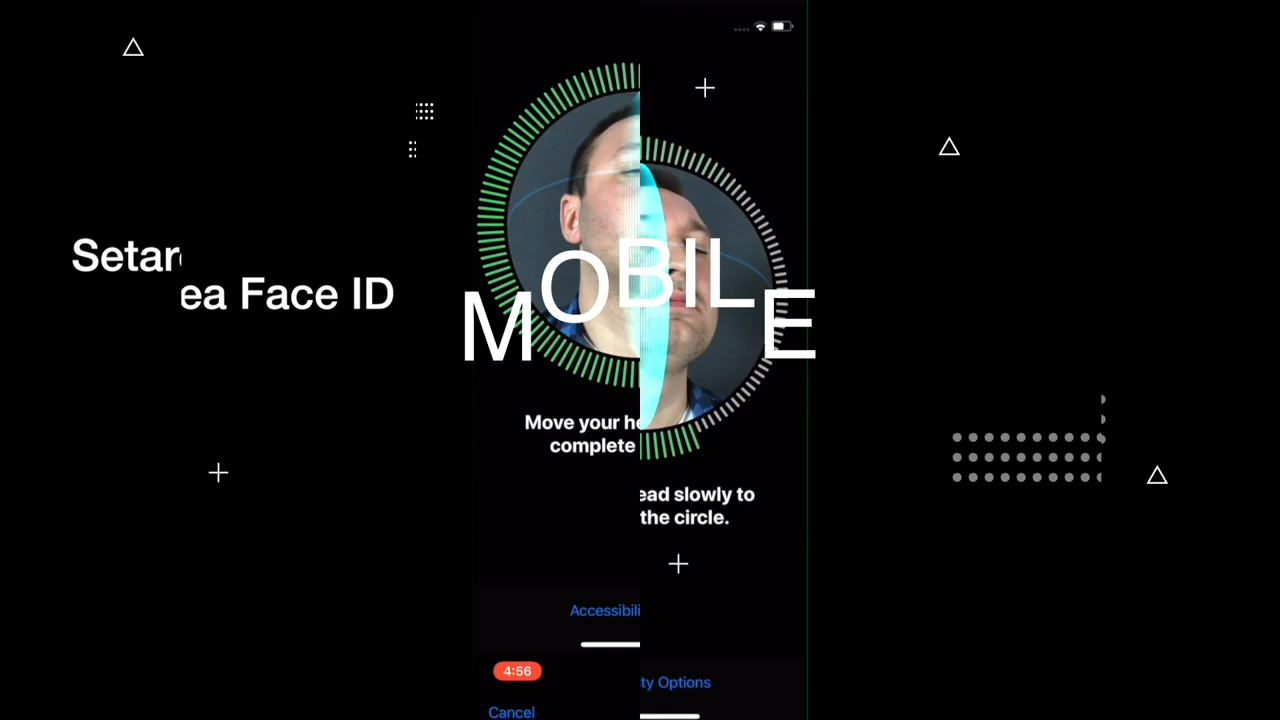 Setar
ea Face ID
MOBILE
Move your he
complete
ead slowly to
the circle.
Accessibili
4:56
ty Options
Cancel